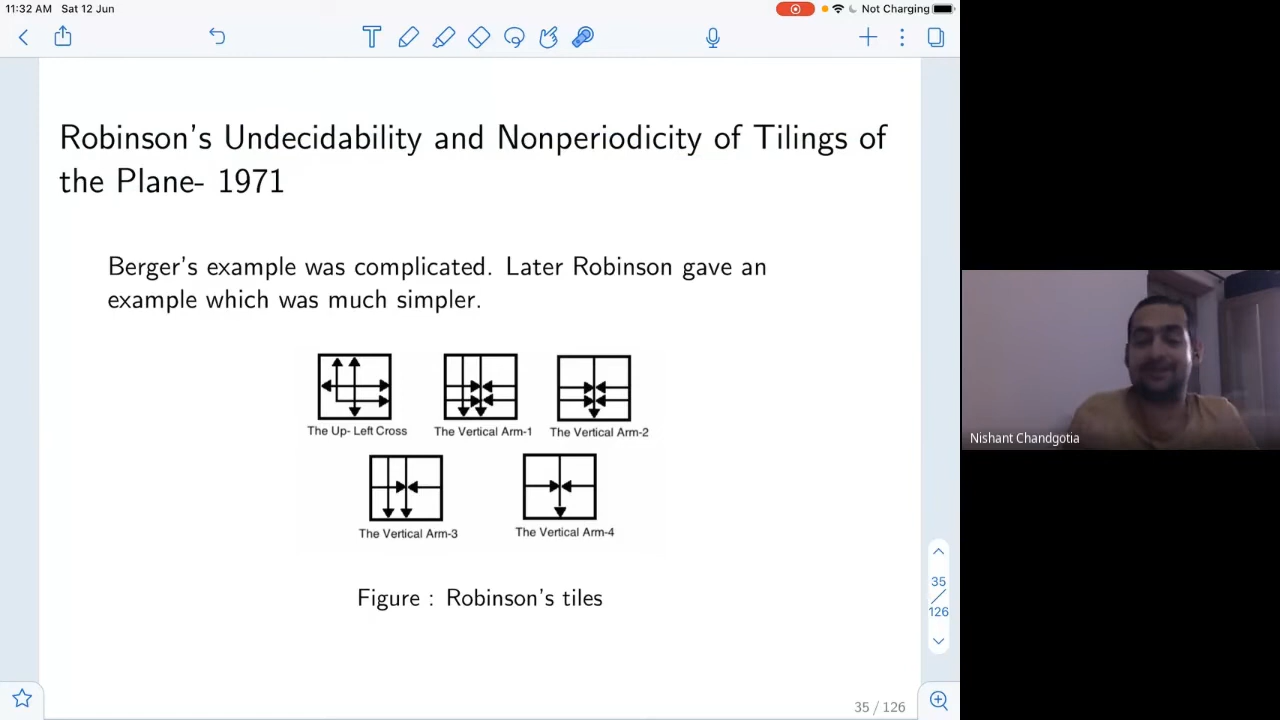 11:32 AM Sat 12 Jun
Not Charging
Robinson's Undecidability and Nonperiodicity of Tilings of
the Plane- 1971
Berger's example was complicated. Later Robinson gave an
example which was much simpler.
The Up- Left Cross
The Vertical Arm-1
The Vertical Arm-2
The Vertical Arm-3
The Vertical Arm-4
Figure : Robinson's tiles
Nishant Chandgotia
35
/
126
35 / 126